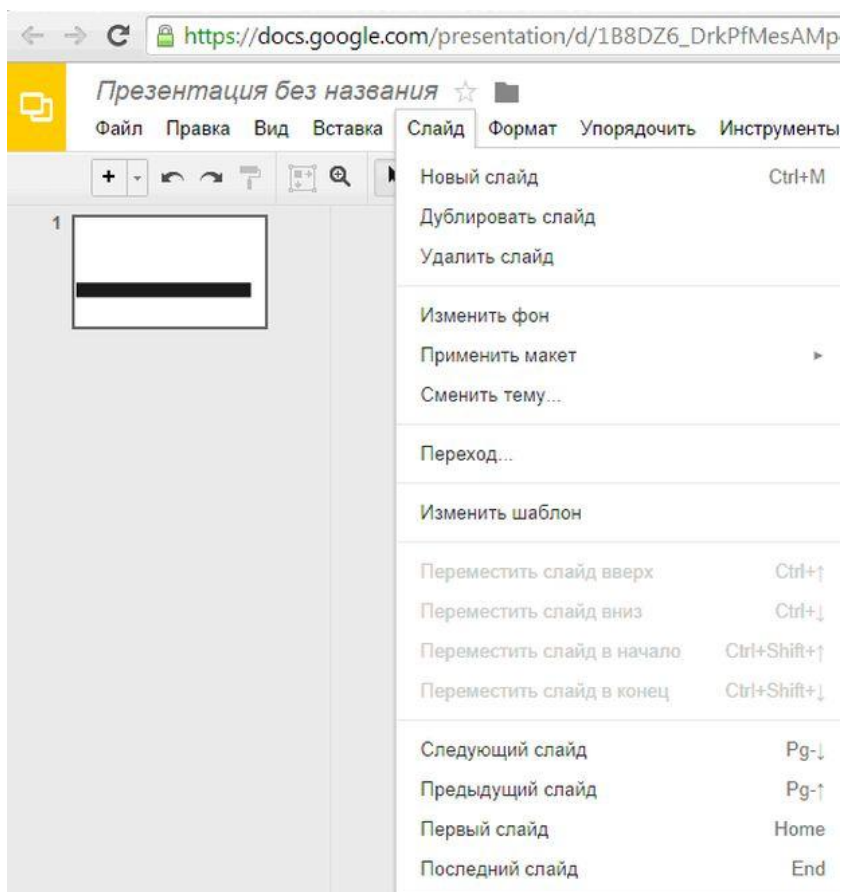 https://docs.google.com/presentation/d/1B8DZ6_DrkPfMesAMp
Презентация без названия
Файл Правка Вид Вставка Слайд Формат Упорядочить Инструменты
Новый слайд Ctrl+M
1
Дублировать слайд
Удалить слайд
Изменить фон
Применить макет
Сменить тему...
Переход...
Изменить шаблон
Переместить слайд вверх Ctrl+↑
Переместить слайд вниз Ctrl+↓
Переместить слайд в начало Ctrl+Shift+↑
Переместить слайд в конец Ctrl+Shift+↓
Следующий слайд Pg-↓
Предыдущий слайд Pg-↑
Первый слайд Home
Последний слайд End